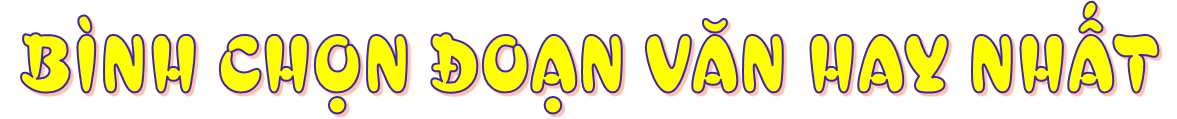 BÌNH CHỌN ĐOẠN VĂN HAY NHẤT